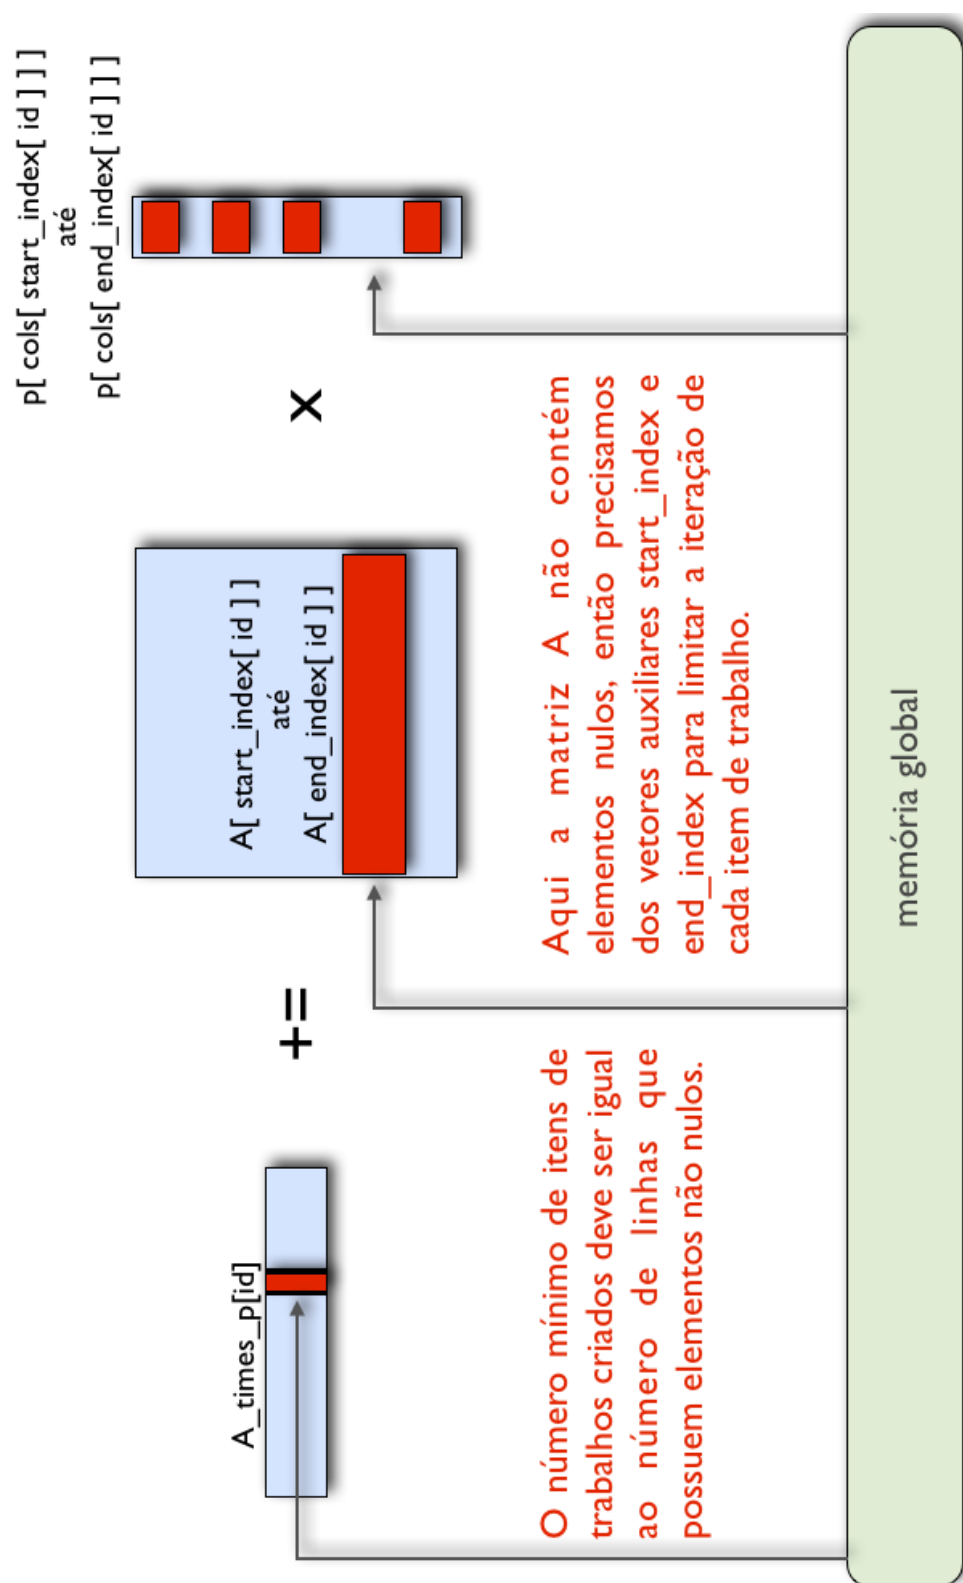 A_times_p[id]
+=
A[ start_index[ id ] ]
até
A[ end_index[ id ] ]
x
p[ cols[ start_index[ id ] ] ]
até
p[ cols[ end_index[ id ] ] ]
O número mínimo de itens de
trabalhos criados deve ser igual
ao número de linhas que
possuem elementos não nulos.
Aqui a matriz A não contém
elementos nulos, então precisamos
dos vetores auxiliares start_index e
end_index para limitar a iteração de
cada item de trabalho.
memória global